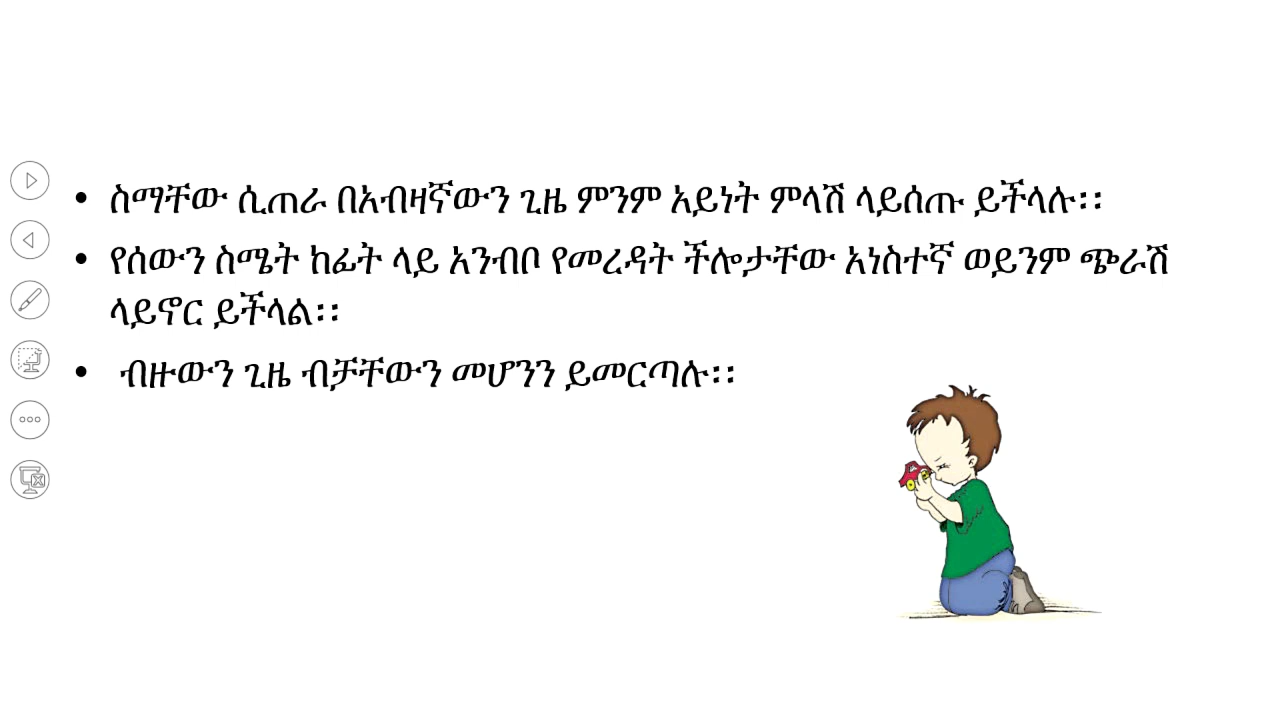 • ስማቸው ሲጠራ በአብዛኛውን ጊዜ ምንም አይነት ምላሽ ላይሰጡ ይችላሉ፡፡
• የሰውን ስሜት ከፊት ላይ አንብቦ የመረዳት ችሎታቸው አነስተኛ ወይንም ጭራሽ
ላይኖር ይችላል፡፡
• ብዙውን ጊዜ ብቻቸውን መሆንን ይመርጣሉ፡፡